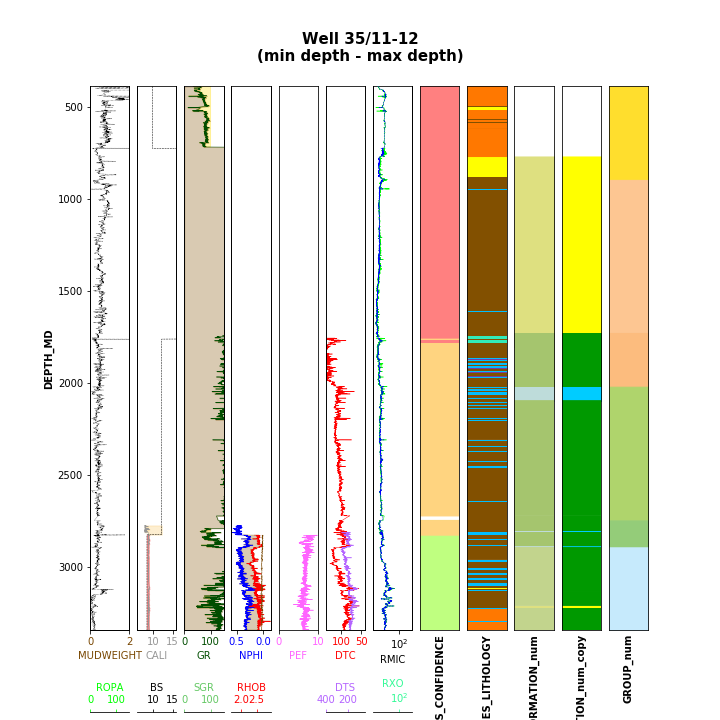 Well 35/11-12
(min depth - max depth)
DEPTH_MD
500
1000
1500
2000
2500
3000
0 2
MUDWEIGHT
ROPA
0 100
10 15
CALI
BS
10 15
0 100
GR
SGR
0 100
0.5 0.0
NPHI
RHOB
2.02.5
0 10
PEF
100 50
DTC
DTS
400 200
10²
RMIC
RXO
10²
S_CONFIDENCE
ES_LITHOLOGY
RMATION_num
TION_num_copy
GROUP_num